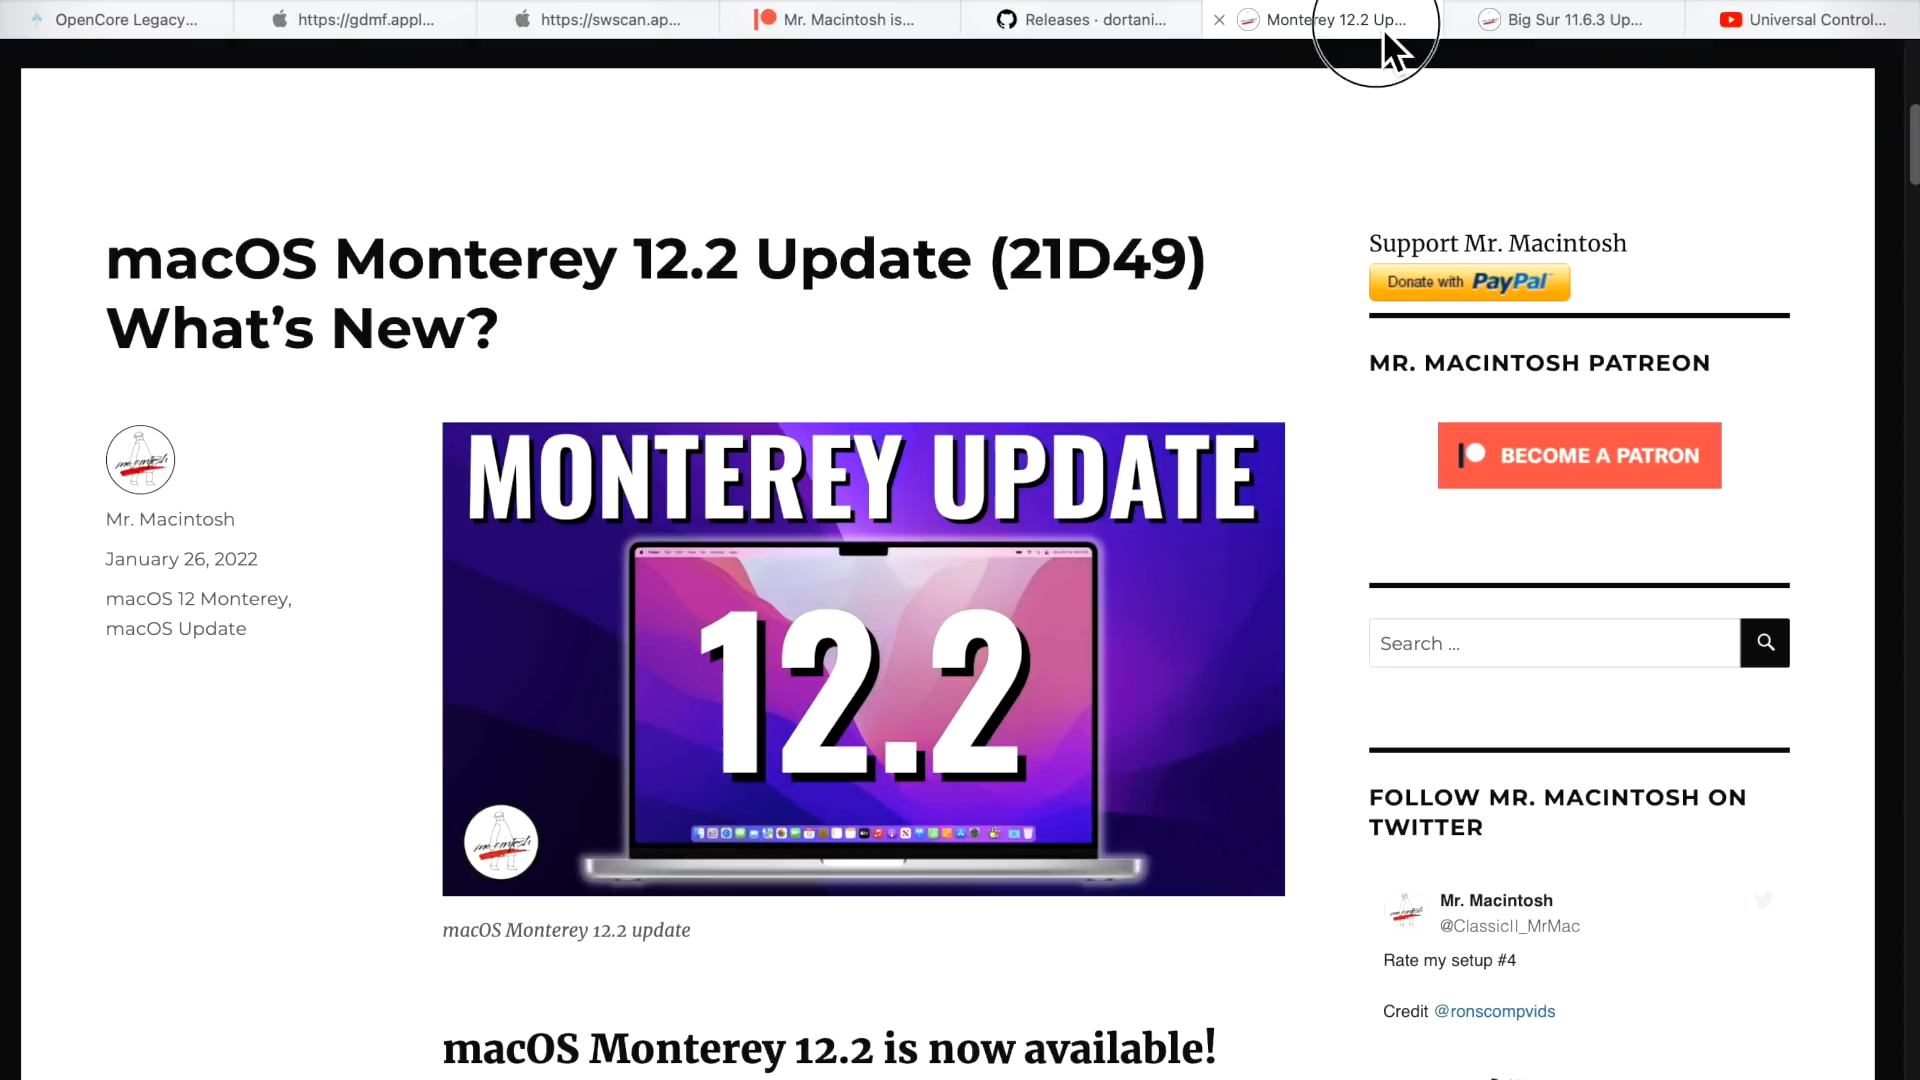 OpenCore Legacy...
https://gdmf.appl...
https://swscan.ap...
Mr. Macintosh is...
Releases · dortani...
Monterey 12.2 Up...
Big Sur 11.6.3 Up...
Universal Control...
macOS Monterey 12.2 Update (21D49)
What’s New?
Mr. Macintosh
January 26, 2022
macOS 12 Monterey,
macOS Update
MONTEREY UPDATE
12.2
macOS Monterey 12.2 update
macOS Monterey 12.2 is now available!
Support Mr. Macintosh
Donate with PayPal
MR. MACINTOSH PATREON
BECOME A PATRON
Search ...
FOLLOW MR. MACINTOSH ON
TWITTER
Mr. Macintosh
@ClassicII_MrMac
Rate my setup #4
Credit @ronscompvids